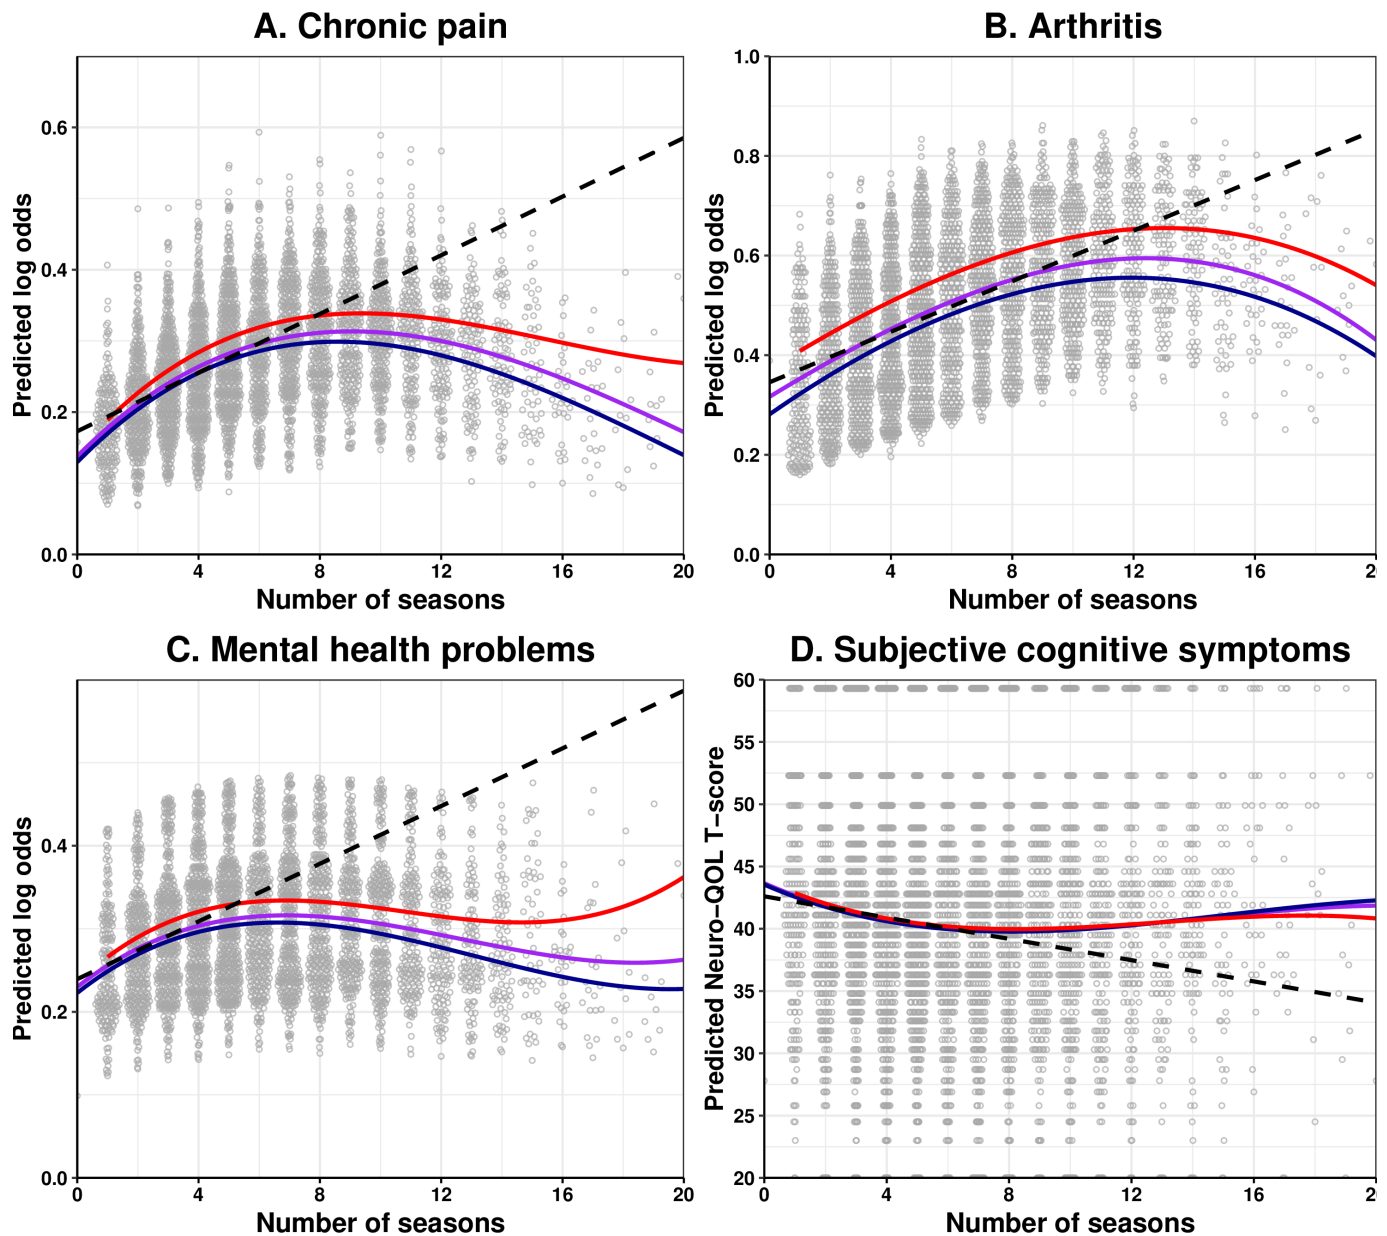 A. Chronic pain
Predicted log odds
0.6
0.4
0.2
0.0
0 4 8 12 16 20
Number of seasons
B. Arthritis
Predicted log odds
1.0
0.8
0.6
0.4
0.2
0.0
0 4 8 12 16 20
Number of seasons
C. Mental health problems
Predicted log odds
0.4
0.2
0.0
0 4 8 12 16 20
Number of seasons
D. Subjective cognitive symptoms
Predicted Neuro−QOL T−score
60
55
50
45
40
35
30
25
20
0 4 8 12 16 20
Number of seasons